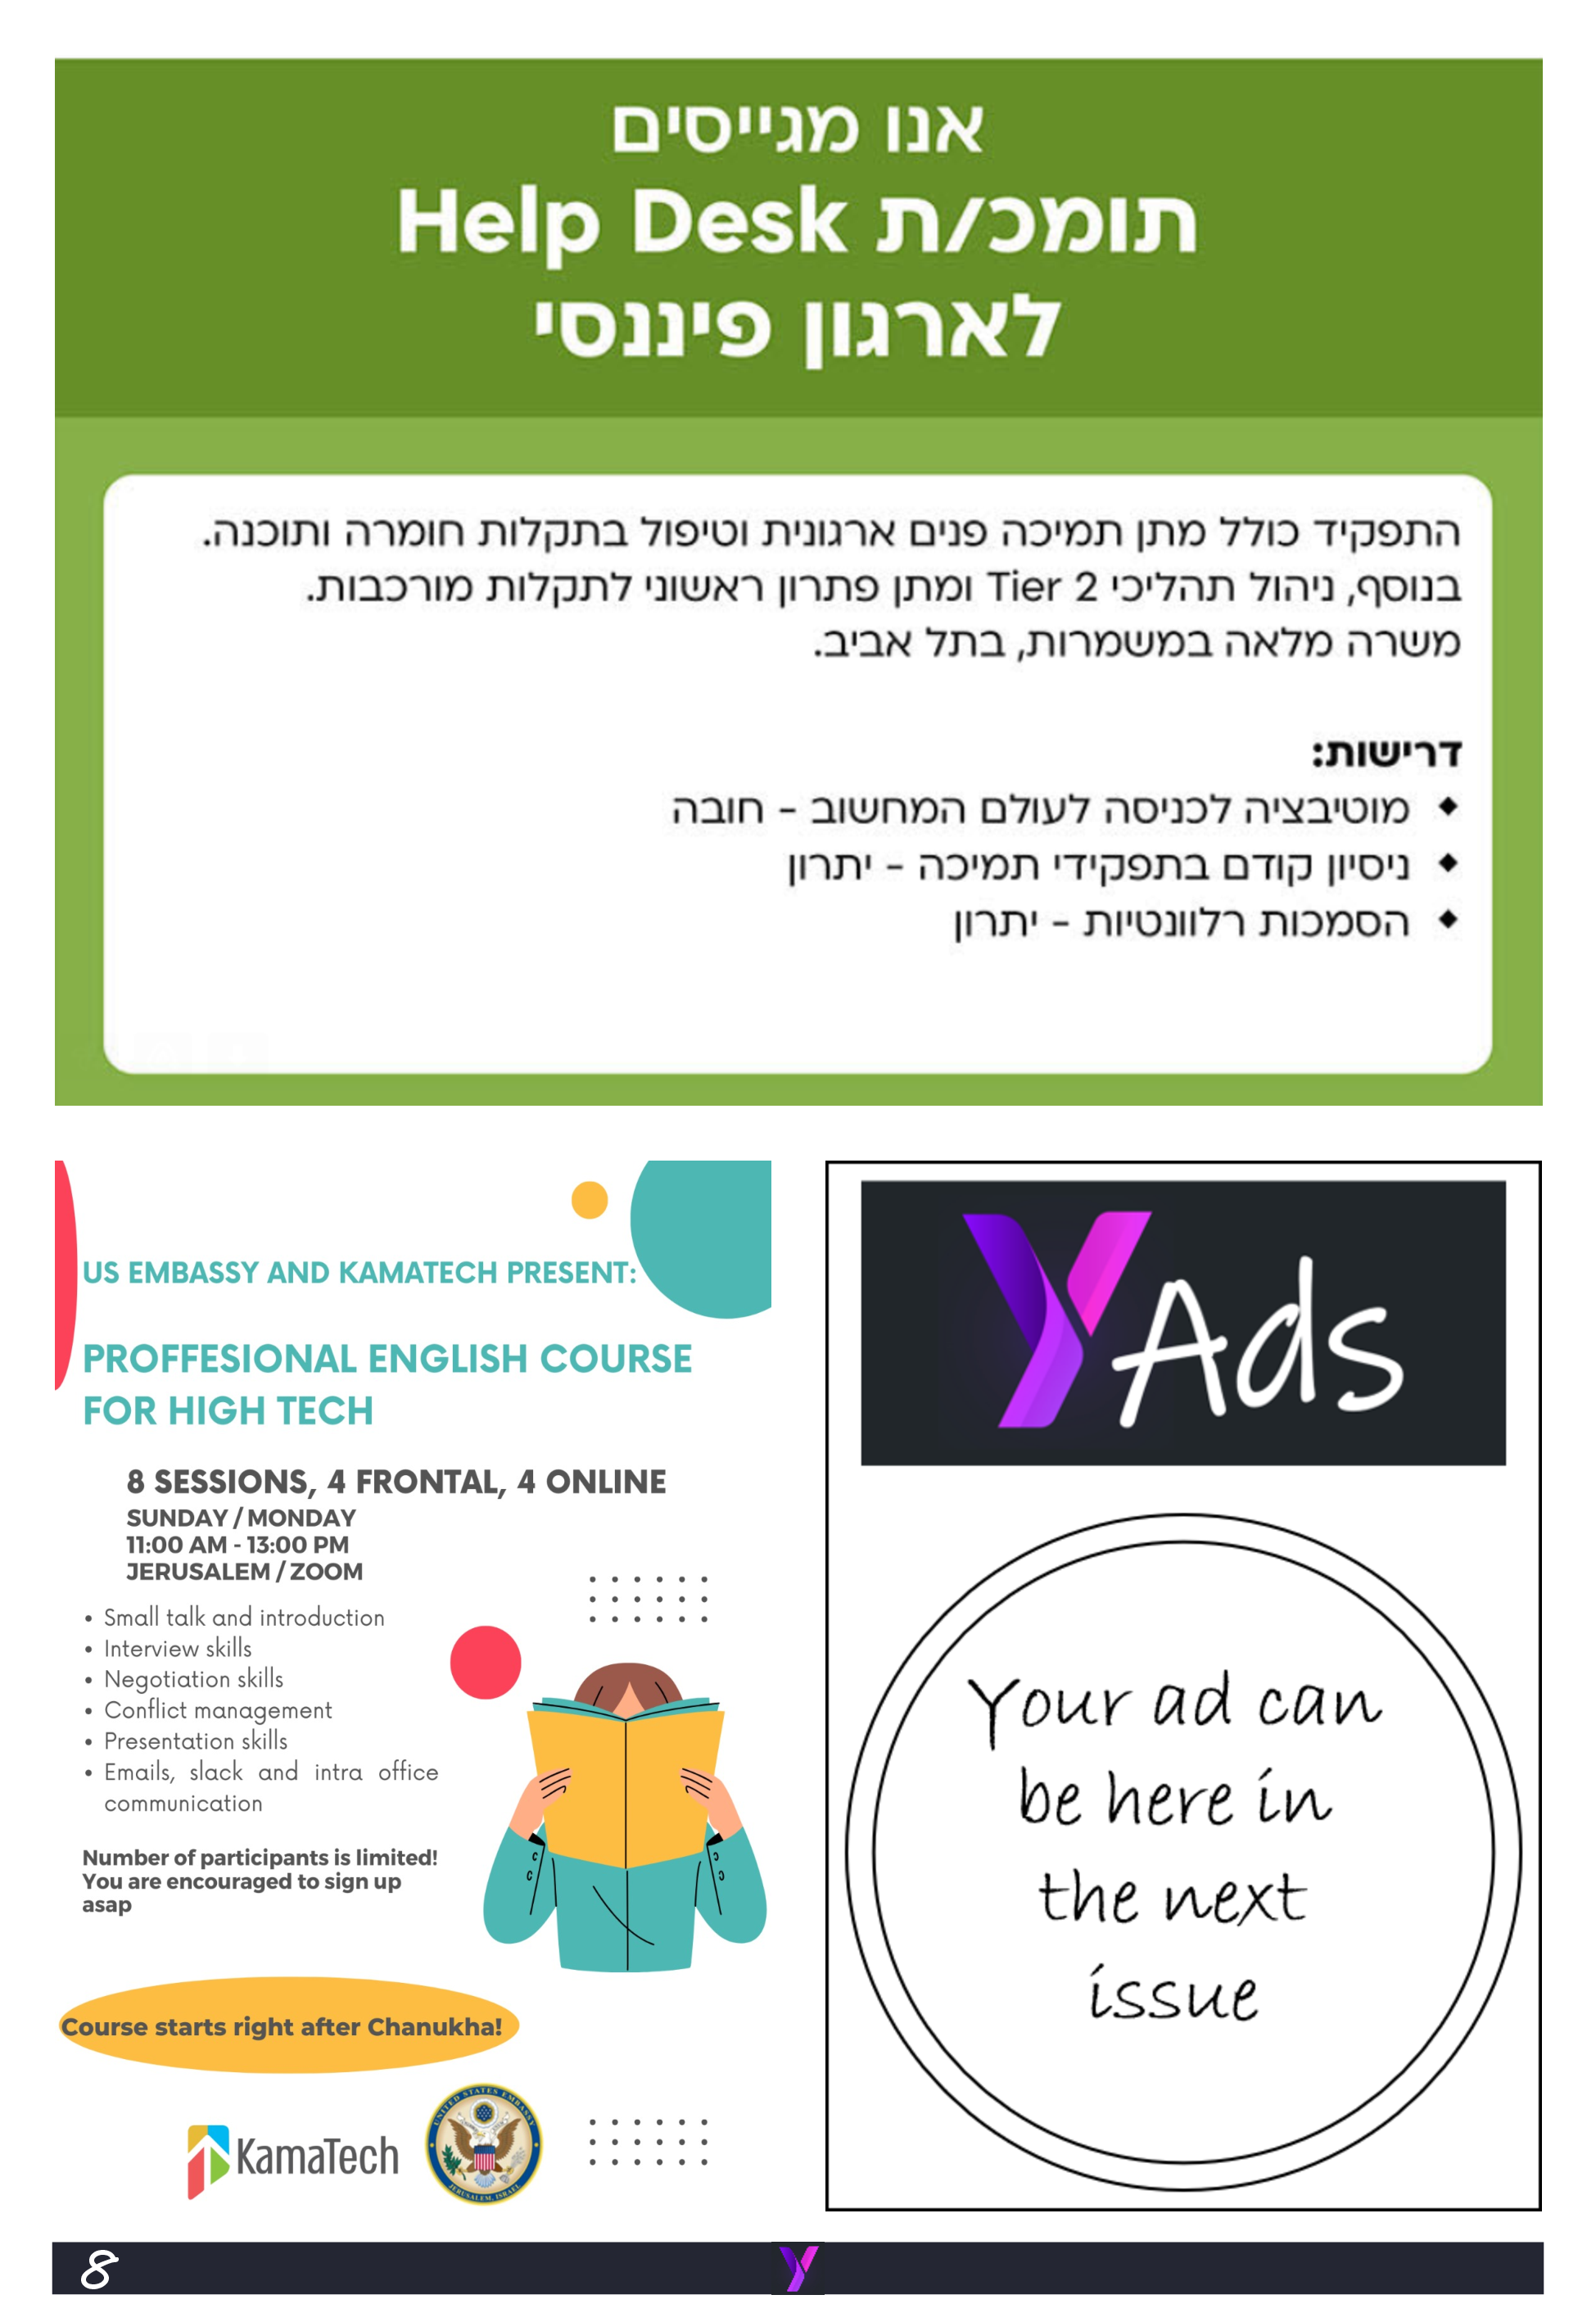 אנו מגייסים
תומכ/ת Help Desk
לארגון פיננסי
התפקיד כולל מתן תמיכה פנים ארגונית וטיפול בתקלות חומרה ותוכנה.
בנוסף, ניהול תהליכי Tier 2 ומתן פתרון ראשוני לתקלות מורכבות.
משרה מלאה במשמרות, בתל אביב.
דרישות:
◆ מוטיבציה לכניסה לעולם המחשוב - חובה
◆ ניסיון קודם בתפקידי תמיכה - יתרון
◆ הסמכות רלוונטיות - יתרון
US EMBASSY AND KAMATECH PRESENT:
PROFFESIONAL ENGLISH COURSE
FOR HIGH TECH
8 SESSIONS, 4 FRONTAL, 4 ONLINE
SUNDAY / MONDAY
11:00 AM - 13:00 PM
JERUSALEM / ZOOM
• Small talk and introduction
• Interview skills
• Negotiation skills
• Conflict management
• Presentation skills
• Emails, slack and intra office
communication
Number of participants is limited!
You are encouraged to sign up
asap
Course starts right after Chanukha!
KamaTech
UNITED STATES EMBASSY
JERUSALEM, ISRAEL
Y Ads
Your ad can
be here in
the next
issue
8
Y